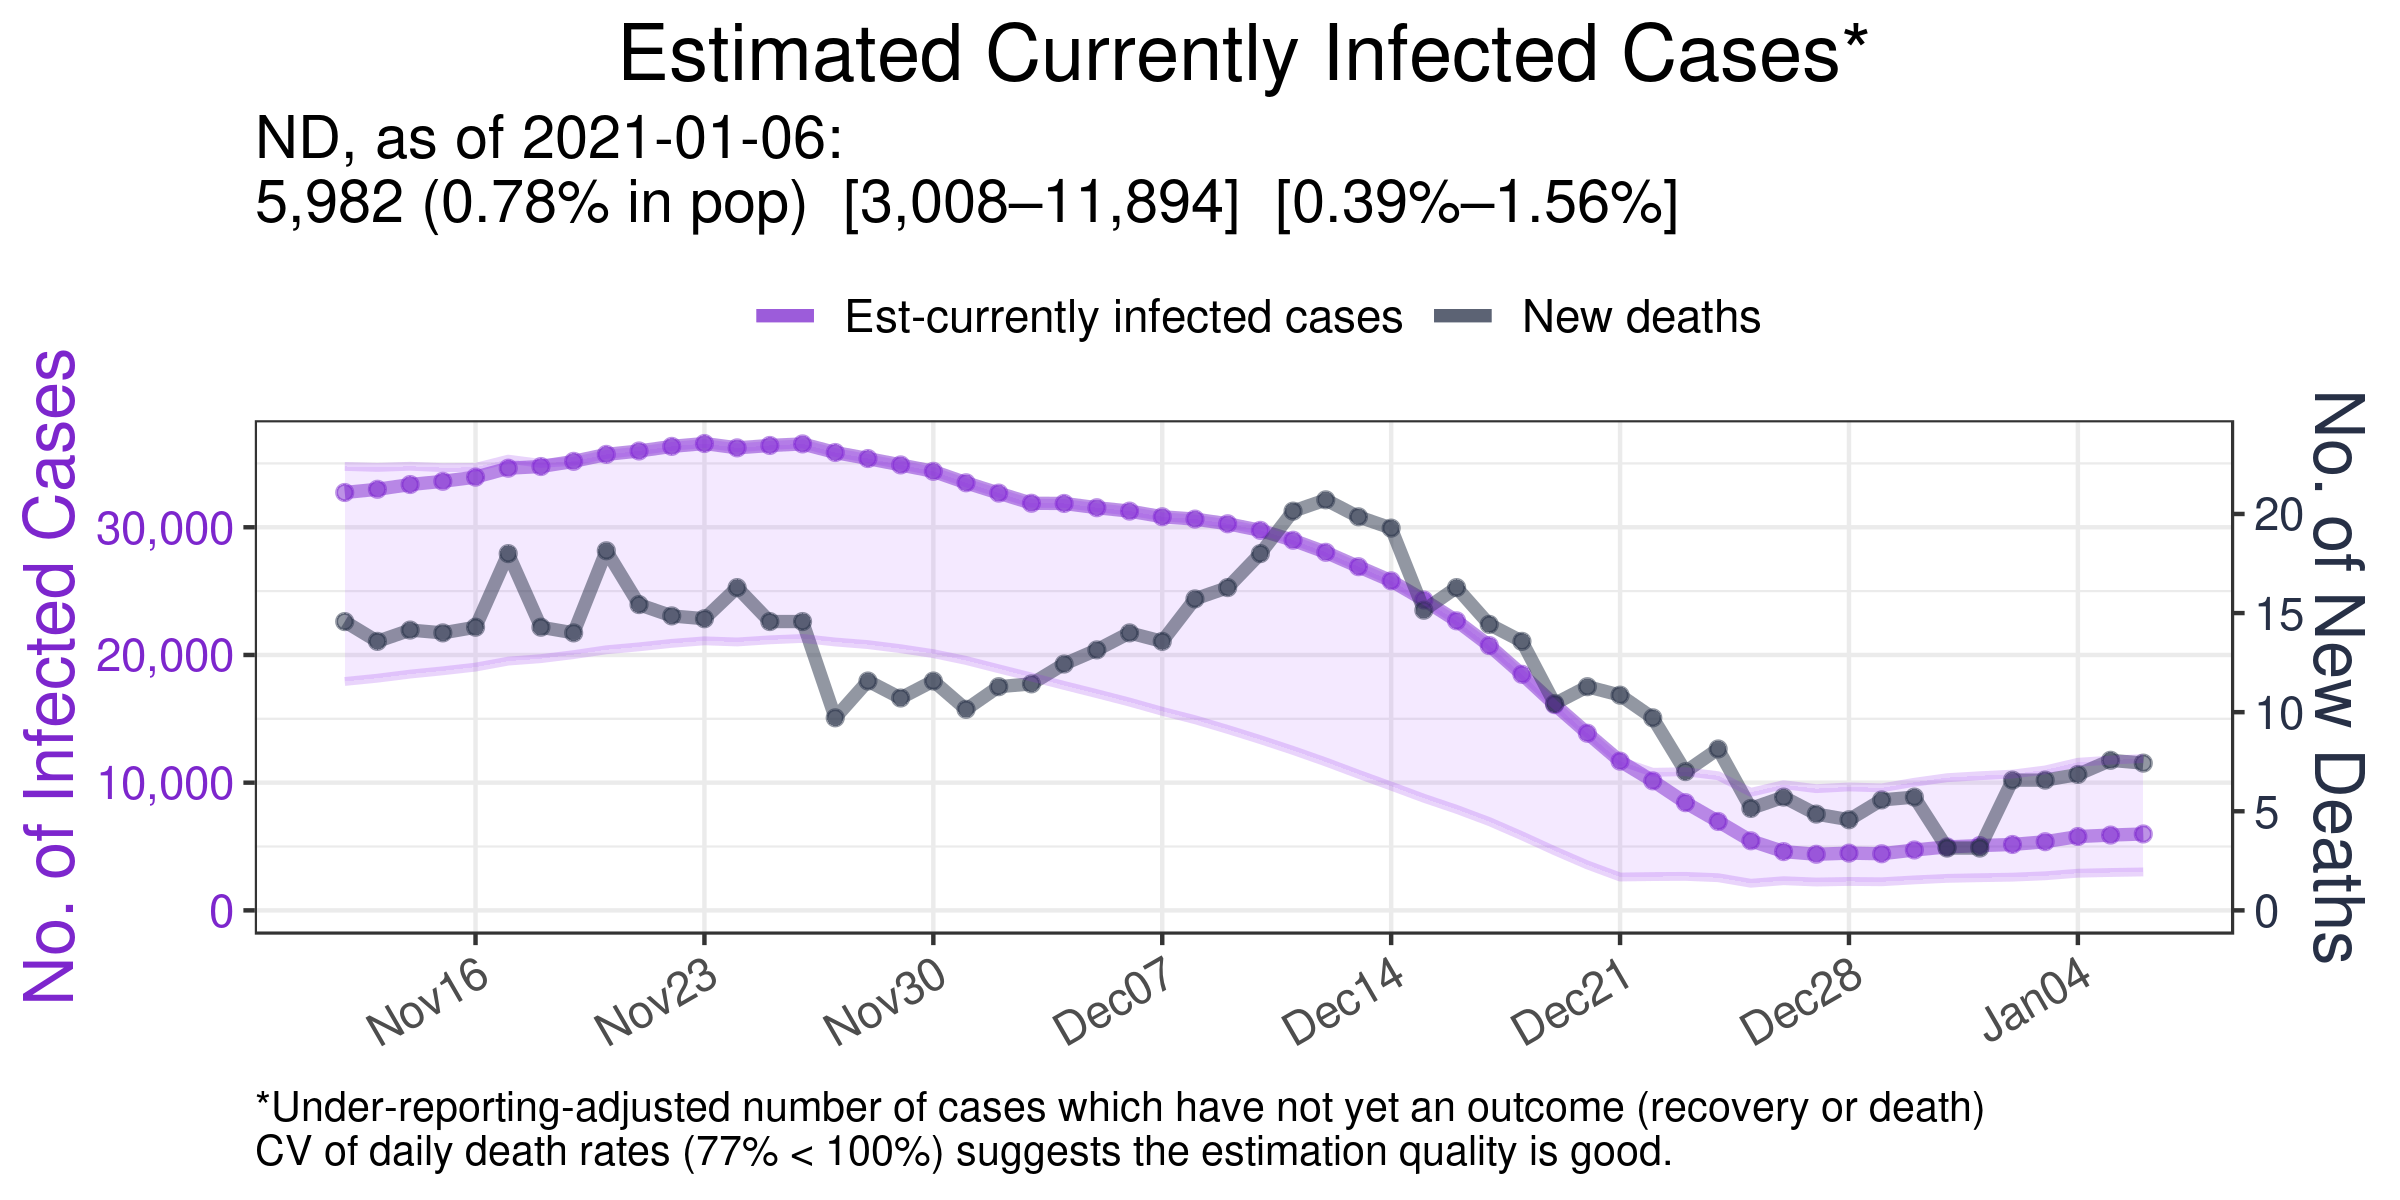 Estimated Currently Infected Cases*
ND, as of 2021-01-06:
5,982 (0.78% in pop)  [3,008–11,894]  [0.39%–1.56%]
Est-currently infected cases
New deaths
No. of Infected Cases
30,000
20,000
10,000
0
20
15
10
5
0
No. of New Deaths
Nov16
Nov23
Nov30
Dec07
Dec14
Dec21
Dec28
Jan04
*Under-reporting-adjusted number of cases which have not yet an outcome (recovery or death)
CV of daily death rates (77% < 100%) suggests the estimation quality is good.